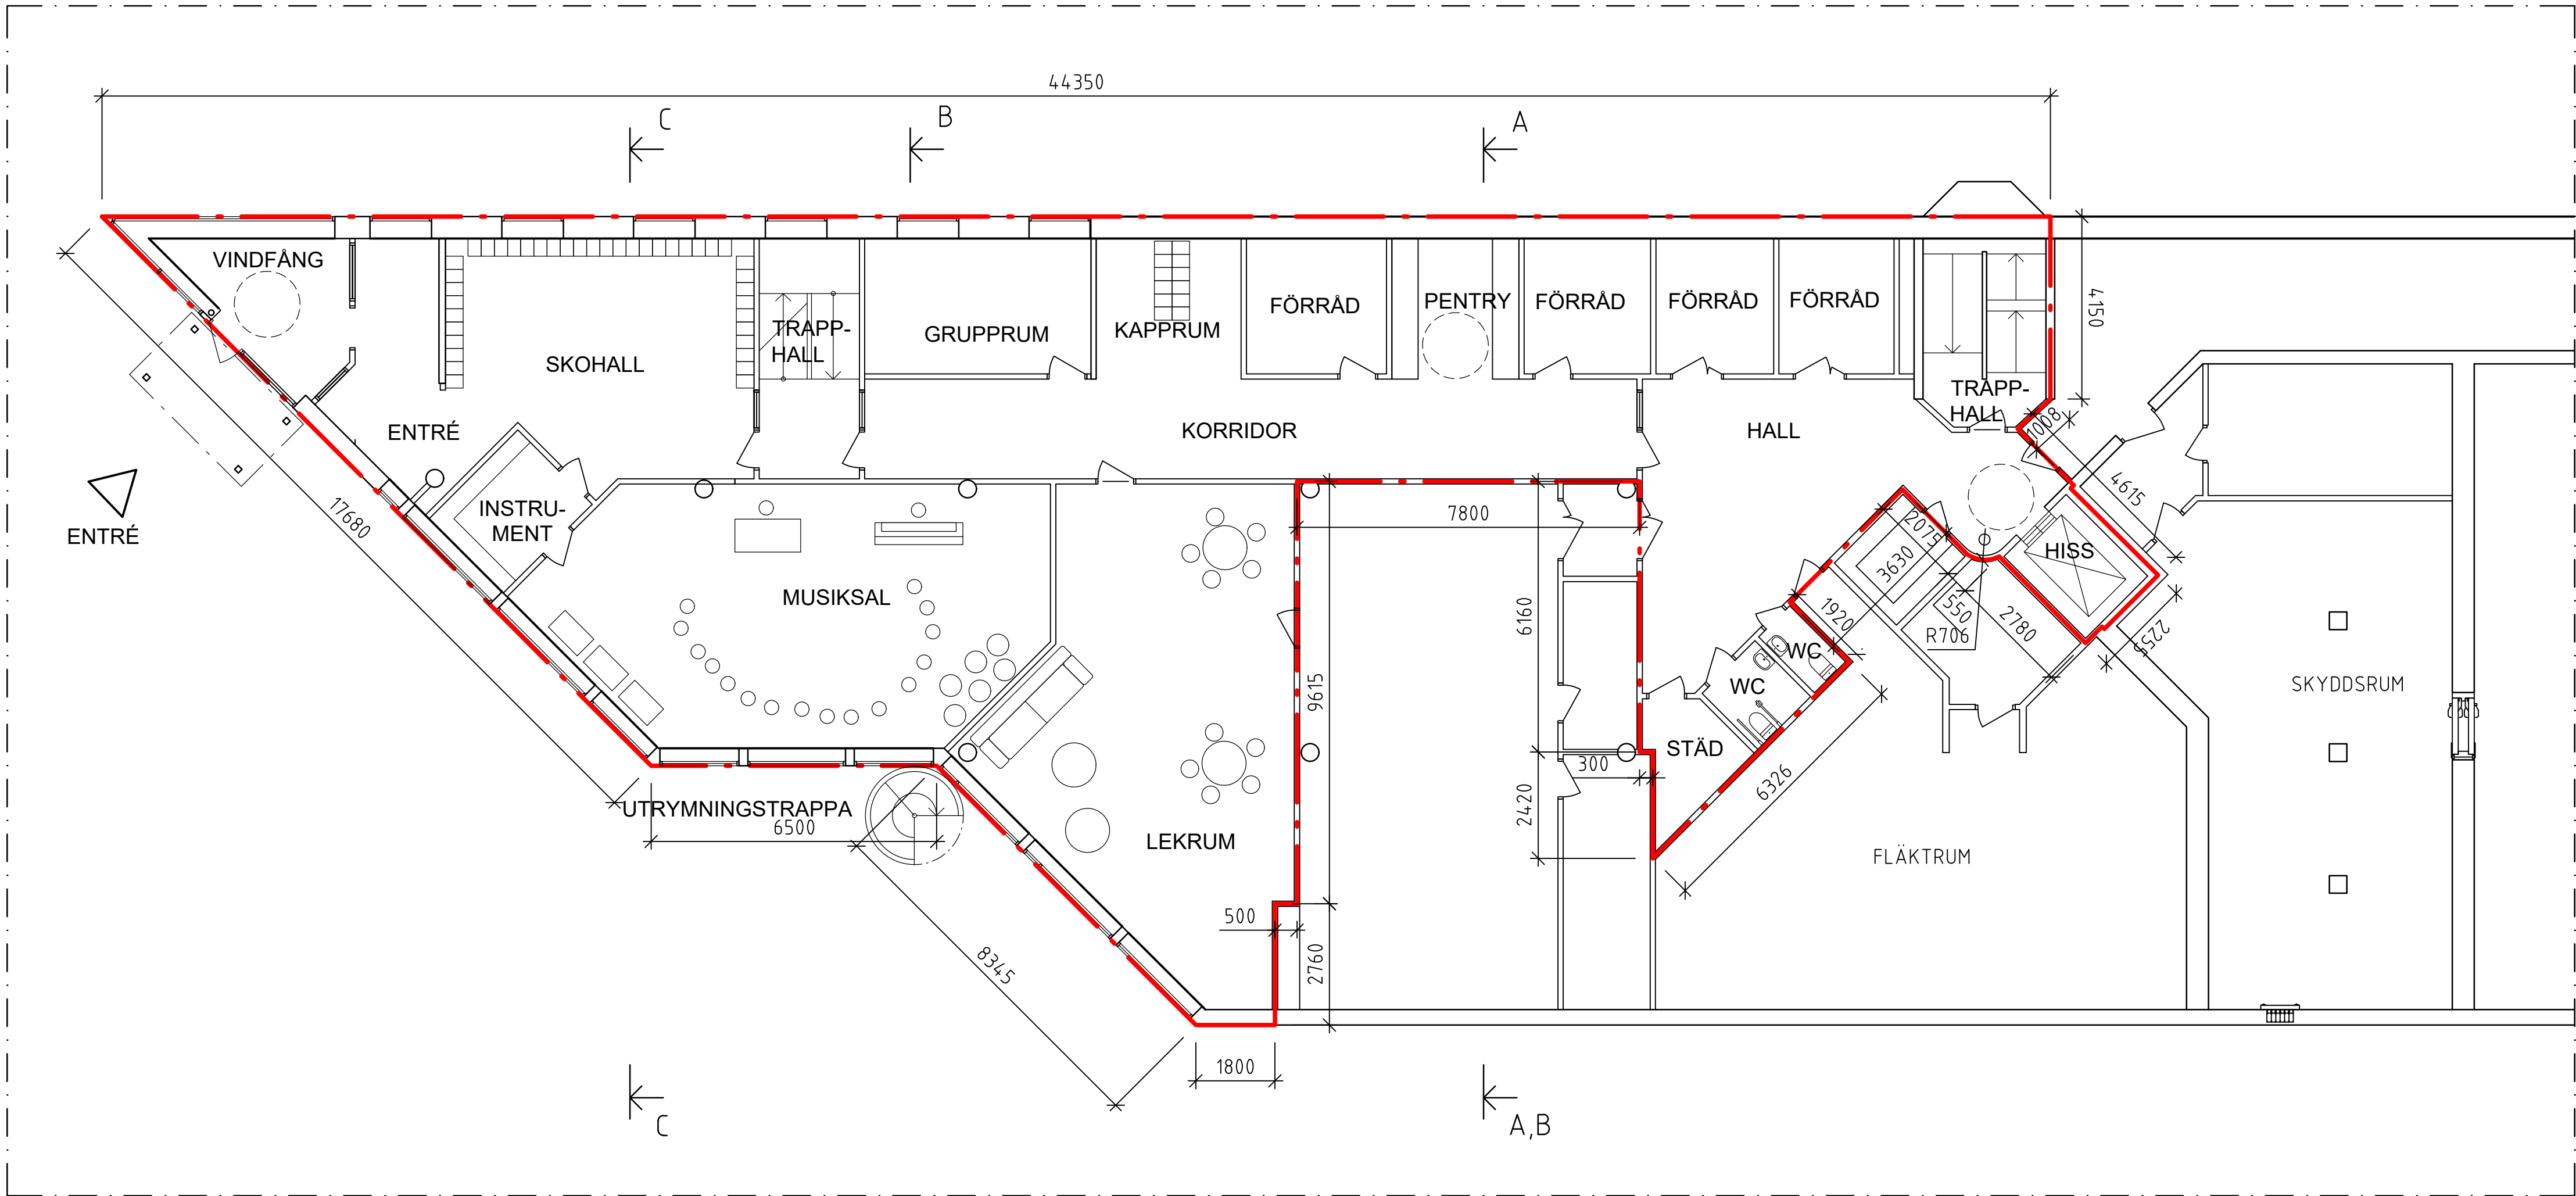 44350
C
B
A
VINDFÅNG
SKOHALL
TRAPP-
HALL
GRUPPRUM
KAPPRUM
FÖRRÅD
PENTRY
FÖRRÅD
FÖRRÅD
FÖRRÅD
4150
TRAPP-
HALL
1008
ENTRÉ
KORRIDOR
HALL
4615
ENTRÉ
17680
INSTRU-
MENT
7800
2075
3630
HISS
MUSIKSAL
6160
1920
550
2780
R706
2255
WC
WC
9615
SKYDDSRUM
STÄD
300
6326
UTRYMNINGSTRAPPA
6500
2420
LEKRUM
FLÄKTRUM
500
8345
2760
1800
C
A,B